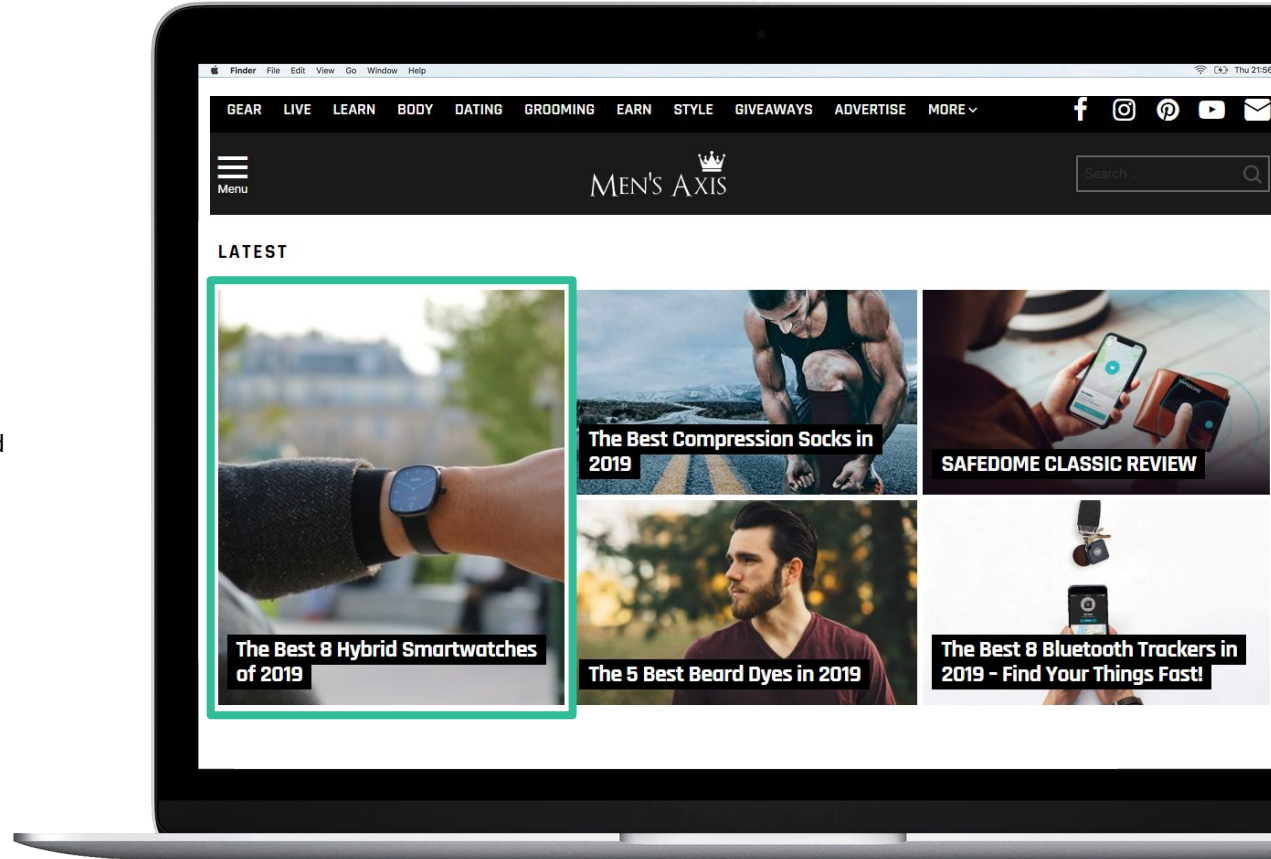 Finder File Edit View Go Window Help
Thu 21:56
GEAR LIVE LEARN BODY DATING GROOMING EARN STYLE GIVEAWAYS ADVERTISE MORE
Menu
MEN'S AXIS
Search ...
LATEST
The Best 8 Hybrid Smartwatches
of 2019
The Best Compression Socks in
2019
SAFEDOME
SAFEDOME CLASSIC REVIEW
The 5 Best Beard Dyes in 2019
The Best 8 Bluetooth Trackers in
2019 - Find Your Things Fast!